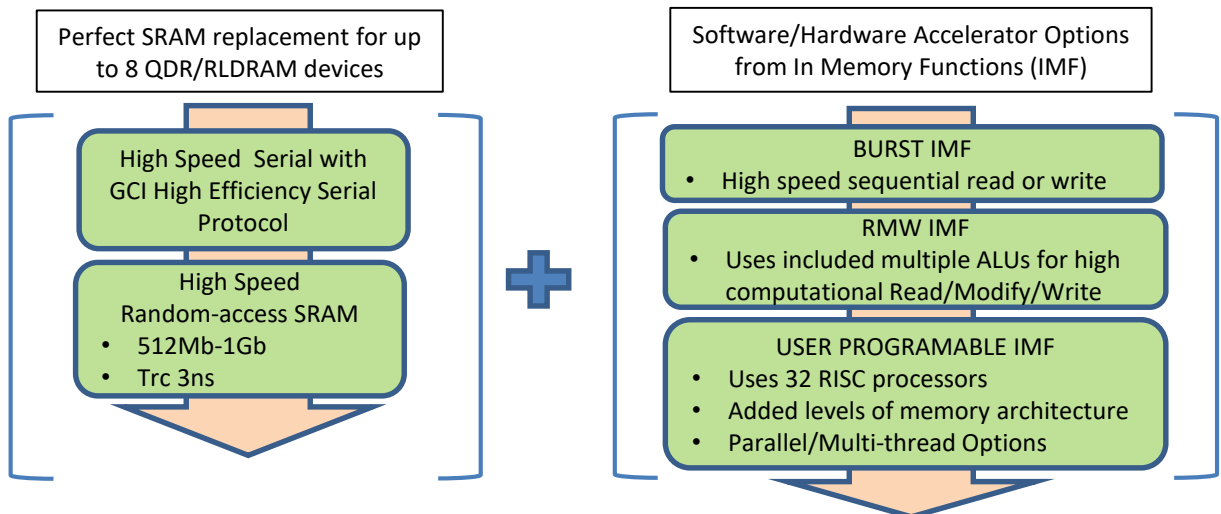 Perfect SRAM replacement for up
to 8 QDR/RLDRAM devices
High Speed  Serial with
GCI High Efficiency Serial
Protocol
High Speed
Random-access SRAM
• 512Mb-1Gb
• Trc 3ns
Software/Hardware Accelerator Options
from In Memory Functions (IMF)
BURST IMF
• High speed sequential read or write
RMW IMF
• Uses included multiple ALUs for high
computational Read/Modify/Write
USER PROGRAMABLE IMF
• Uses 32 RISC processors
• Added levels of memory architecture
• Parallel/Multi-thread Options